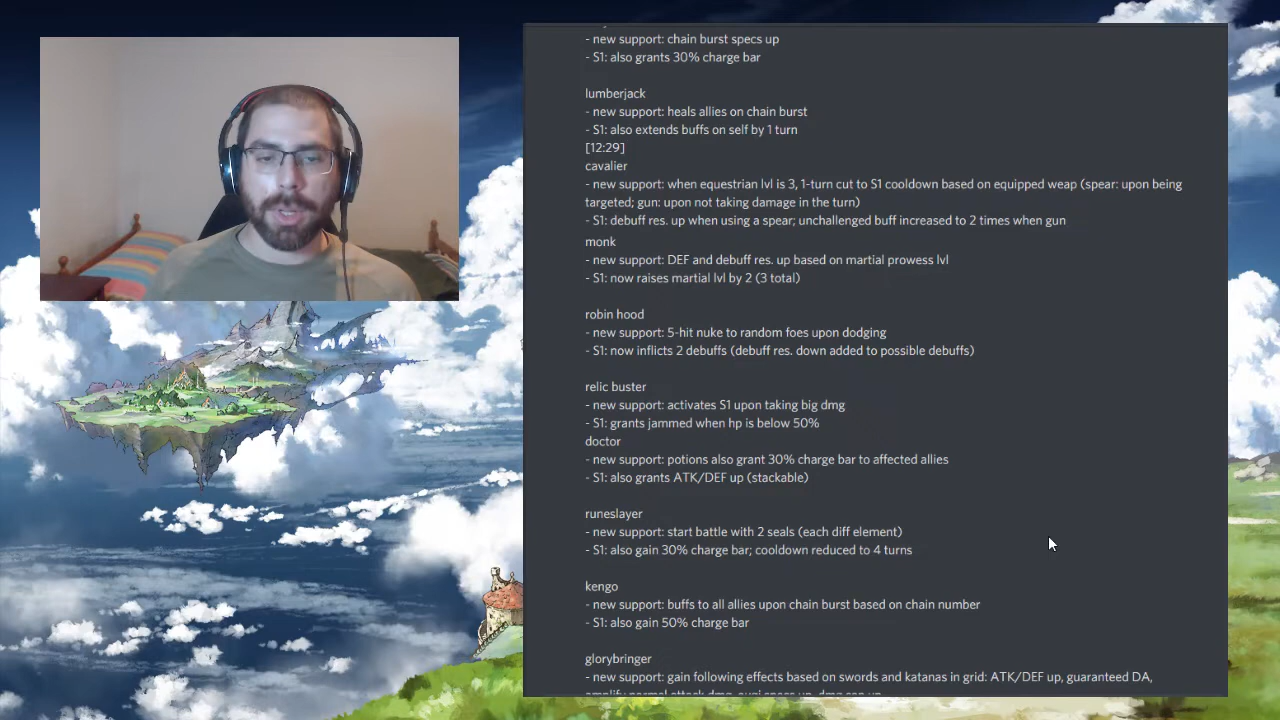 - new support: chain burst specs up
- S1: also grants 30% charge bar
lumberjack
- new support: heals allies on chain burst
- S1: also extends buffs on self by 1 turn
[12:29]
cavalier
- new support: when equestrian lvl is 3, 1-turn cut to S1 cooldown based on equipped weap (spear: upon being
targeted; gun: upon not taking damage in the turn)
- S1: debuff res. up when using a spear; unchallenged buff increased to 2 times when gun
monk
- new support: DEF and debuff res. up based on martial prowess lvl
- S1: now raises martial lvl by 2 (3 total)
robin hood
- new support: 5-hit nuke to random foes upon dodging
- S1: now inflicts 2 debuffs (debuff res. down added to possible debuffs)
relic buster
- new support: activates S1 upon taking big dmg
- S1: grants jammed when hp is below 50%
doctor
- new support: potions also grant 30% charge bar to affected allies
- S1: also grants ATK/DEF up (stackable)
runeslayer
- new support: start battle with 2 seals (each diff element)
- S1: also gain 30% charge bar; cooldown reduced to 4 turns
kengo
- new support: buffs to all allies upon chain burst based on chain number
- S1: also gain 50% charge bar
glorybringer
- new support: gain following effects based on swords and katanas in grid: ATK/DEF up, guaranteed DA,
amplify normal attack dmg, ougi specs up, dmg cap up